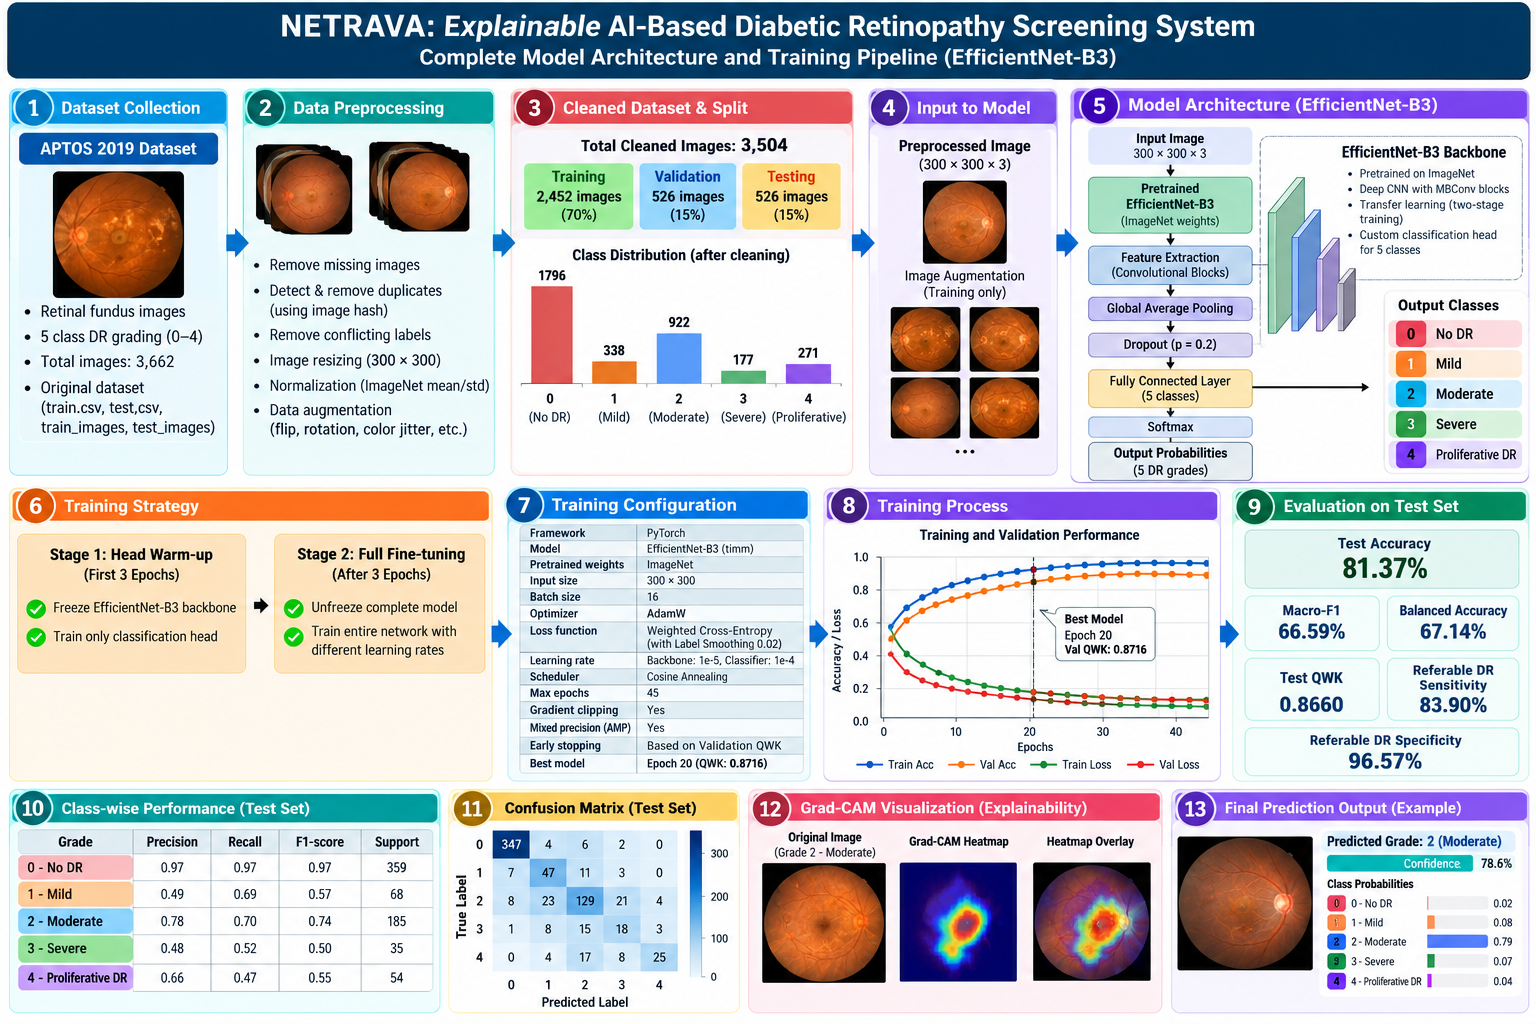 NETRAVA: Explainable AI-Based Diabetic Retinopathy Screening System
Complete Model Architecture and Training Pipeline (EfficientNet-B3)
1 Dataset Collection
APTOS 2019 Dataset
• Retinal fundus images
• 5 class DR grading (0–4)
• Total images: 3,662
• Original dataset
(train.csv, test,csv,
train_images, test_images)
2 Data Preprocessing
• Remove missing images
• Detect & remove duplicates
(using image hash)
• Remove conflicting labels
• Image resizing (300 × 300)
• Normalization (ImageNet mean/std)
• Data augmentation
(flip, rotation, color jitter, etc.)
3 Cleaned Dataset & Split
Total Cleaned Images: 3,504
Training
2,452 images
(70%)
Validation
526 images
(15%)
Testing
526 images
(15%)
Class Distribution (after cleaning)
1796
338
922
177
271
0 1 2 3 4
(No DR) (Mild) (Moderate) (Severe) (Proliferative)
4 Input to Model
Preprocessed Image
(300 × 300 × 3)
Image Augmentation
(Training only)
...
5 Model Architecture (EfficientNet-B3)
Input Image
300 × 300 × 3
Pretrained
EfficientNet-B3
(ImageNet weights)
Feature Extraction
(Convolutional Blocks)
Global Average Pooling
Dropout (p = 0.2)
Fully Connected Layer
(5 classes)
Softmax
Output Probabilities
(5 DR grades)
EfficientNet-B3 Backbone
• Pretrained on ImageNet
• Deep CNN with MBConv blocks
• Transfer learning (two-stage
training)
• Custom classification head
for 5 classes
Output Classes
0 No DR
1 Mild
2 Moderate
3 Severe
4 Proliferative DR
6 Training Strategy
Stage 1: Head Warm-up
(First 3 Epochs)
Freeze EfficientNet-B3 backbone
Train only classification head
Stage 2: Full Fine-tuning
(After 3 Epochs)
Unfreeze complete model
Train entire network with
different learning rates
7 Training Configuration
Framework PyTorch
Model EfficientNet-B3 (timm)
Pretrained weights ImageNet
Input size 300 × 300
Batch size 16
Optimizer AdamW
Loss function Weighted Cross-Entropy
(with Label Smoothing 0.02)
Learning rate Backbone: 1e-5, Classifier: 1e-4
Scheduler Cosine Annealing
Max epochs 45
Gradient clipping Yes
Mixed precision (AMP) Yes
Early stopping Based on Validation QWK
Best model Epoch 20 (QWK: 0.8716)
8 Training Process
Training and Validation Performance
Accuracy / Loss
1.0
0.8
0.6
0.4
0.2
0.0
Best Model
Epoch 20
Val QWK: 0.8716
0 10 20 30 40
Epochs
Train Acc Val Acc Train Loss Val Loss
9 Evaluation on Test Set
Test Accuracy
81.37%
Macro-F1
66.59%
Balanced Accuracy
67.14%
Test QWK
0.8660
Referable DR
Sensitivity
83.90%
Referable DR Specificity
96.57%
10 Class-wise Performance (Test Set)
Grade Precision Recall F1-score Support
0 - No DR 0.97 0.97 0.97 359
1 - Mild 0.49 0.69 0.57 68
2 - Moderate 0.78 0.70 0.74 185
3 - Severe 0.48 0.52 0.50 35
4 - Proliferative DR 0.66 0.47 0.55 54
11 Confusion Matrix (Test Set)
True Label
0 347 4 6 2 0
1 7 47 11 3 0
2 8 23 129 21 4
3 1 8 15 18 3
4 0 4 17 8 25
0 1 2 3 4
Predicted Label
300
200
100
0
12 Grad-CAM Visualization (Explainability)
Original Image
(Grade 2 - Moderate)
Grad-CAM Heatmap
Heatmap Overlay
13 Final Prediction Output (Example)
Predicted Grade: 2 (Moderate)
Confidence 78.6%
Class Probabilities
0 0 - No DR 0.02
1 - Mild 0.08
2 2 - Moderate 0.79
3 - Severe 0.07
4 4 - Proliferative DR 0.04